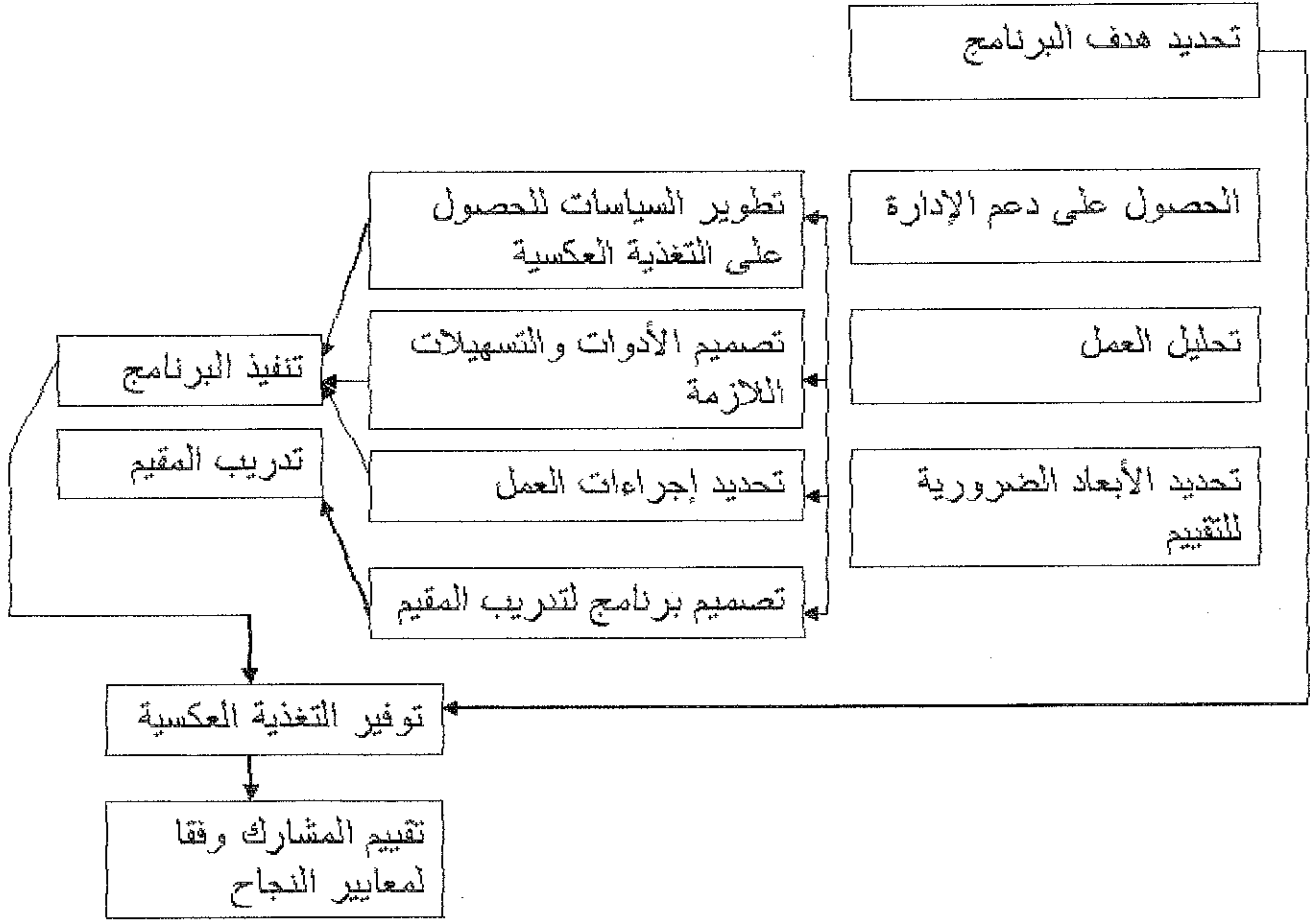 تحديد هدف البرنامج
الحصول على دعم الإدارة
تحليل العمل
تحديد الأبعاد الضرورية
للتقييم
تطوير السياسات للحصول
على التغذية العكسية
تصميم الأدوات والتسهيلات
اللازمة
تحديد إجراءات العمل
تصميم برنامج لتدريب المقيم
تنفيذ البرنامج
تدريب المقيم
توفير التغذية العكسية
تقييم المشارك وفقا
لمعايير النجاح